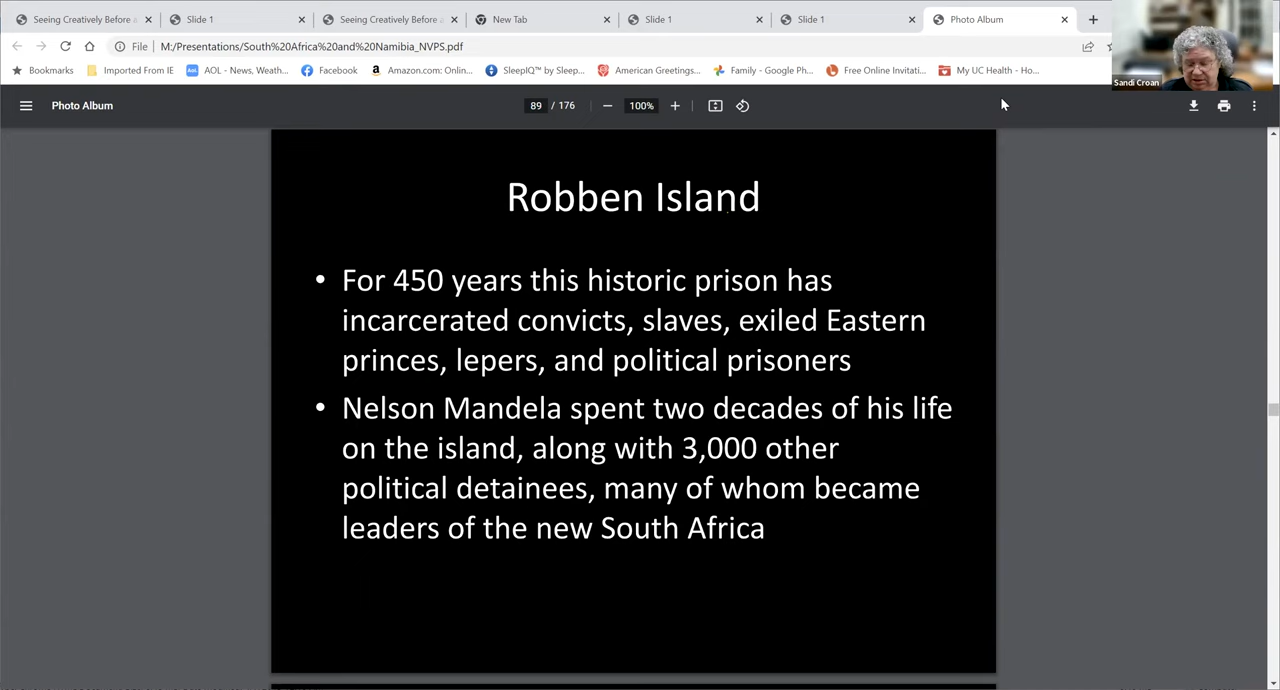 Seeing Creatively Before a
Slide 1
Seeing Creatively Before a
New Tab
Slide 1
Slide 1
Photo Album
File
M:/Presentations/South%20Africa%20and%20Namibia_NVPS.pdf
Bookmarks
Imported From IE
AOL - News, Weath...
Facebook
Amazon.com: Onlin...
SleepIQ™ by Sleep...
American Greetings...
Family - Google Ph...
Free Online Invitati...
My UC Health - Ho...
Sandi Croan
Photo Album
89 / 176
100%
Robben Island
• For 450 years this historic prison has
incarcerated convicts, slaves, exiled Eastern
princes, lepers, and political prisoners
• Nelson Mandela spent two decades of his life
on the island, along with 3,000 other
political detainees, many of whom became
leaders of the new South Africa